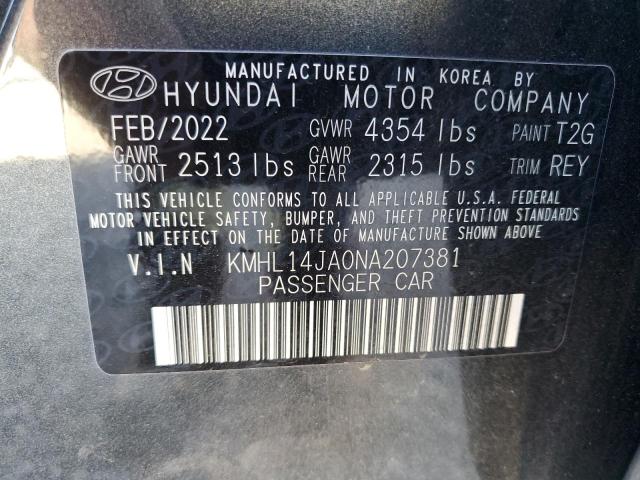 MANUFACTURED IN KOREA BY
HYUNDAI MOTOR COMPANY
FEB/2022 GVWR 4354 lbs PAINT T2G
GAWR FRONT 2513 lbs GAWR REAR 2315 lbs TRIM REY
THIS VEHICLE CONFORMS TO ALL APPLICABLE U.S.A. FEDERAL
MOTOR VEHICLE SAFETY, BUMPER, AND THEFT PREVENTION STANDARDS
IN EFFECT ON THE DATE OF MANUFACTURE SHOWN ABOVE.
V.I.N KMHL14JA0NA207381
PASSENGER CAR